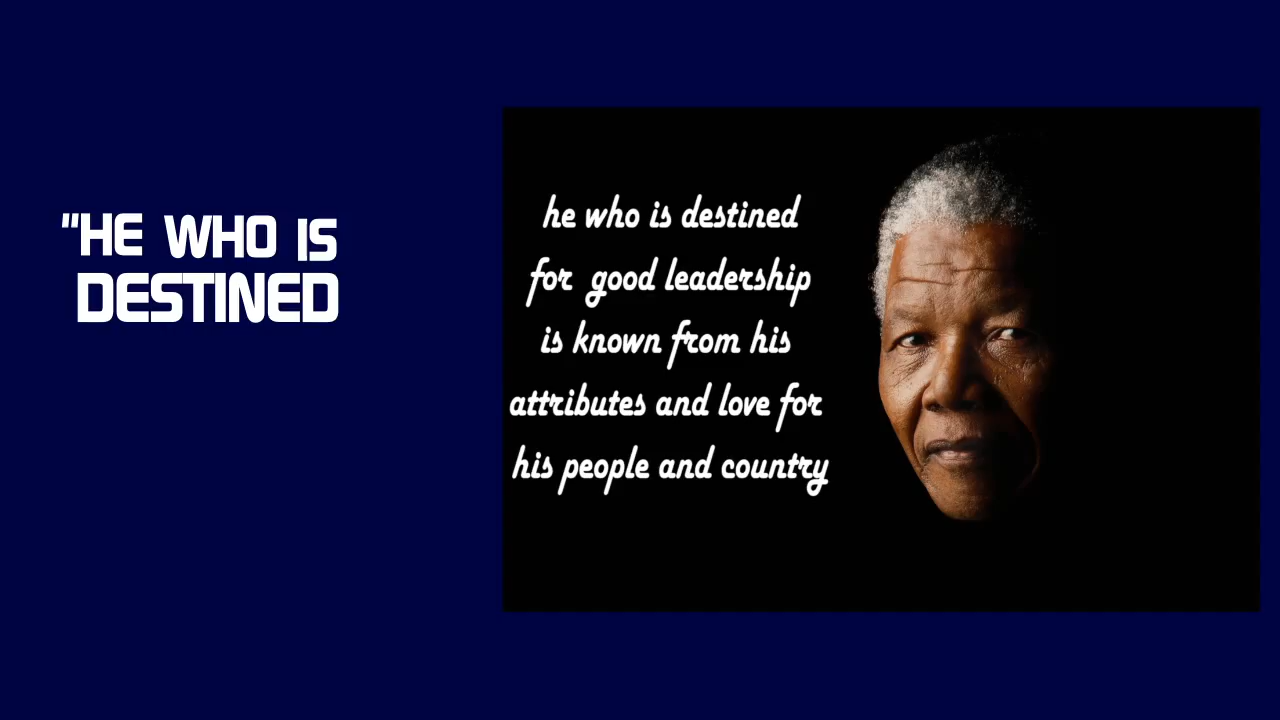 "HE WHO IS
DESTINED
he who is destined
for good leadership
is known from his
attributes and love for
his people and country